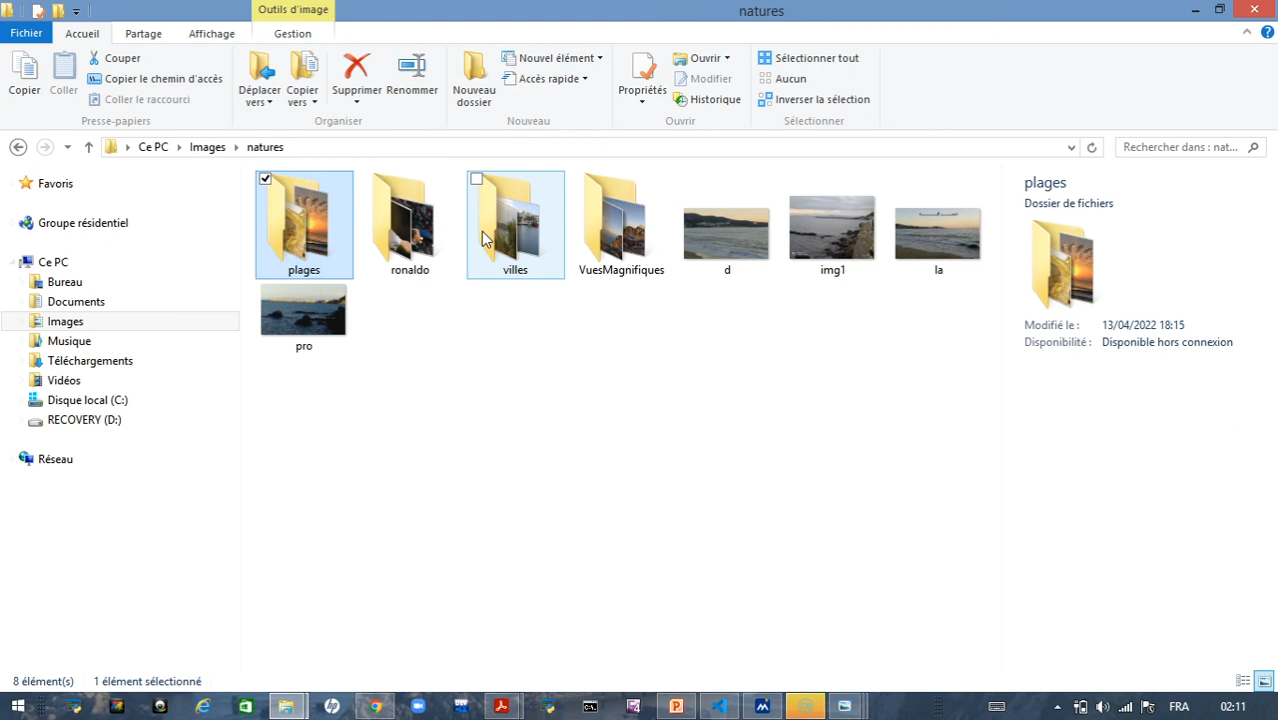 Outils d'image
natures
Fichier
Accueil
Partage
Affichage
Gestion
Copier
Coller
Couper
Copier le chemin d'accès
Coller le raccourci
Presse-papiers
Déplacer vers
Copier vers
Supprimer
Renommer
Organiser
Nouveau dossier
Nouvel élément
Accès rapide
Nouveau
Propriétés
Ouvrir
Modifier
Historique
Ouvrir
Sélectionner tout
Aucun
Inverser la sélection
Sélectionner
Ce PC
Images
natures
Rechercher dans : nat...
Favoris
Groupe résidentiel
Ce PC
Bureau
Documents
Images
Musique
Téléchargements
Vidéos
Disque local (C:)
RECOVERY (D:)
Réseau
plages
ronaldo
villes
VuesMagnifiques
d
img1
la
pro
plages
Dossier de fichiers
Modifié le : 13/04/2022 18:15
Disponibilité : Disponible hors connexion
8 élément(s)
1 élément sélectionné
FRA
02:11